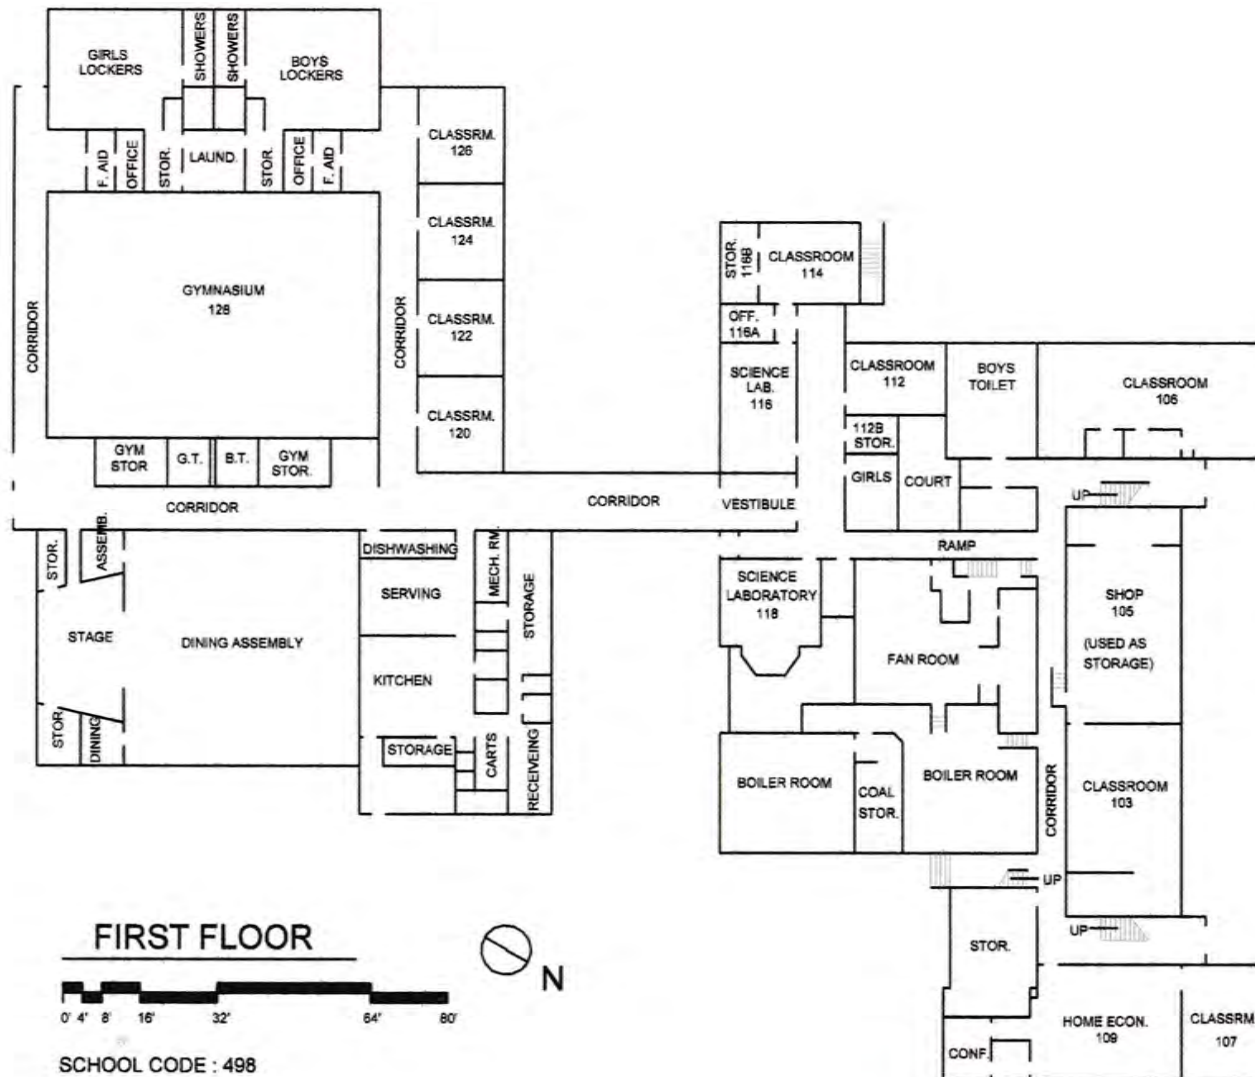 GIRLS
LOCKERS
SHOWERS
SHOWERS
BOYS
LOCKERS
F. AID
OFFICE
STOR.
LAUND.
STOR.
OFFICE
F. AID
CLASSRM.
126
CLASSRM.
124
CLASSRM.
122
CLASSRM.
120
CORRIDOR
GYMNASIUM
128
CORRIDOR
GYM
STOR
G.T.
B.T.
GYM
STOR.
CORRIDOR
CORRIDOR
VESTIBULE
STOR.
116B
CLASSROOM
114
OFF.
116A
SCIENCE
LAB.
116
CLASSROOM
112
BOYS
TOILET
CLASSROOM
106
112B
STOR.
GIRLS
COURT
UP
RAMP
STOR.
ASSEMB.
STAGE
DINING ASSEMBLY
STOR.
DINING
DISHWASHING
SERVING
KITCHEN
STORAGE
MECH. RM.
STORAGE
CARTS
RECEIVEING
SCIENCE
LABORATORY
118
FAN ROOM
SHOP
105
(USED AS
STORAGE)
BOILER ROOM
COAL
STOR.
BOILER ROOM
CORRIDOR
CLASSROOM
103
UP
UP
STOR.
CONF.
HOME ECON.
109
CLASSRM
107
FIRST FLOOR
N
0' 4' 8' 16' 32' 64' 80'
SCHOOL CODE : 498